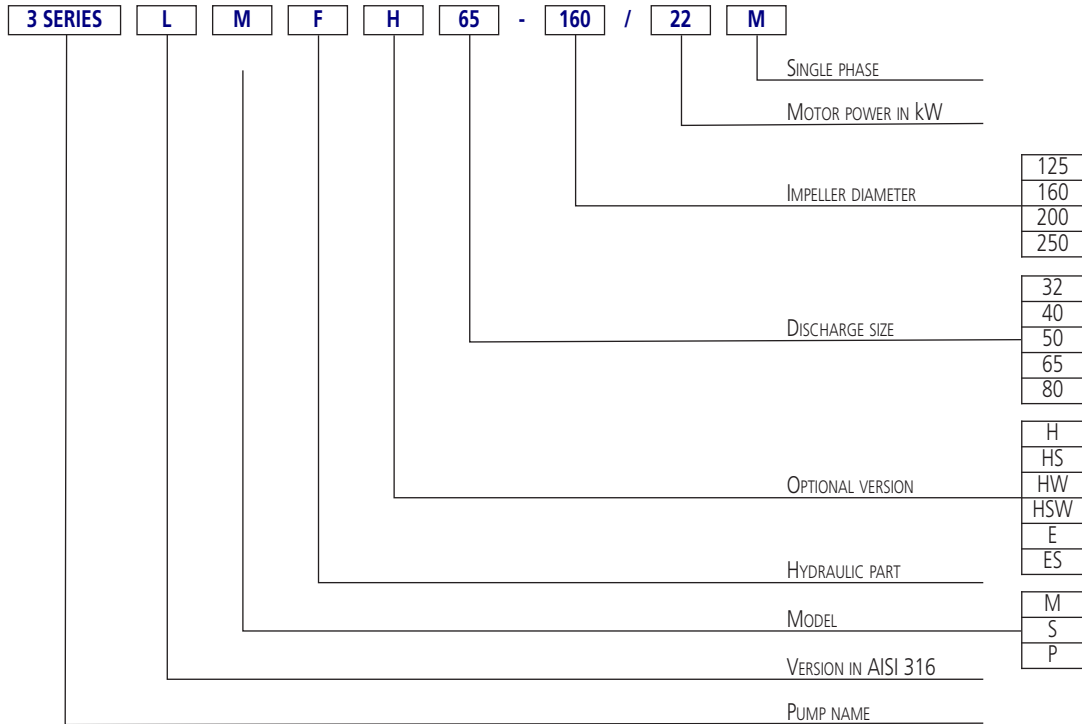 3 SERIES L M F H 65 - 160 / 22 M
SINGLE PHASE
MOTOR POWER IN kW
125
160
IMPELLER DIAMETER
200
250
32
40
DISCHARGE SIZE
50
65
80
H
HS
OPTIONAL VERSION
HW
HSW
E
ES
HYDRAULIC PART
M
MODEL
S
P
VERSION IN AISI 316
PUMP NAME